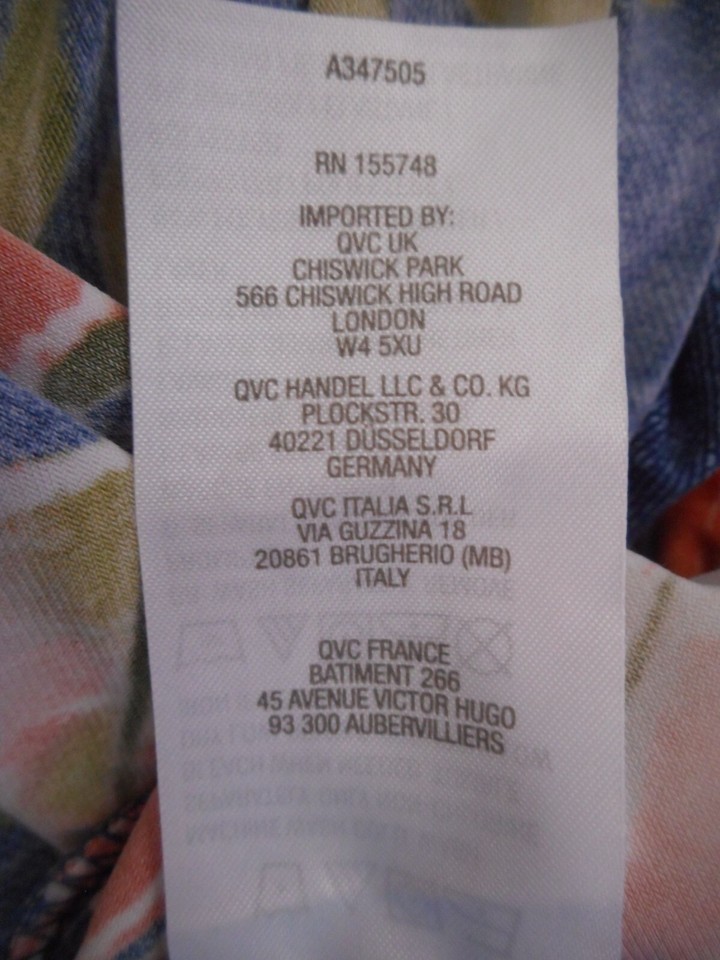 A347505
RN 155748
IMPORTED BY:
QVC UK
CHISWICK PARK
566 CHISWICK HIGH ROAD
LONDON
W4 5XU
QVC HANDEL LLC & CO. KG
PLOCKSTR. 30
40221 DÜSSELDORF
GERMANY
QVC ITALIA S.R.L
VIA GUZZINA 18
20861 BRUGHERIO (MB)
ITALY
QVC FRANCE
BATIMENT 266
45 AVENUE VICTOR HUGO
93 300 AUBERVILLIERS